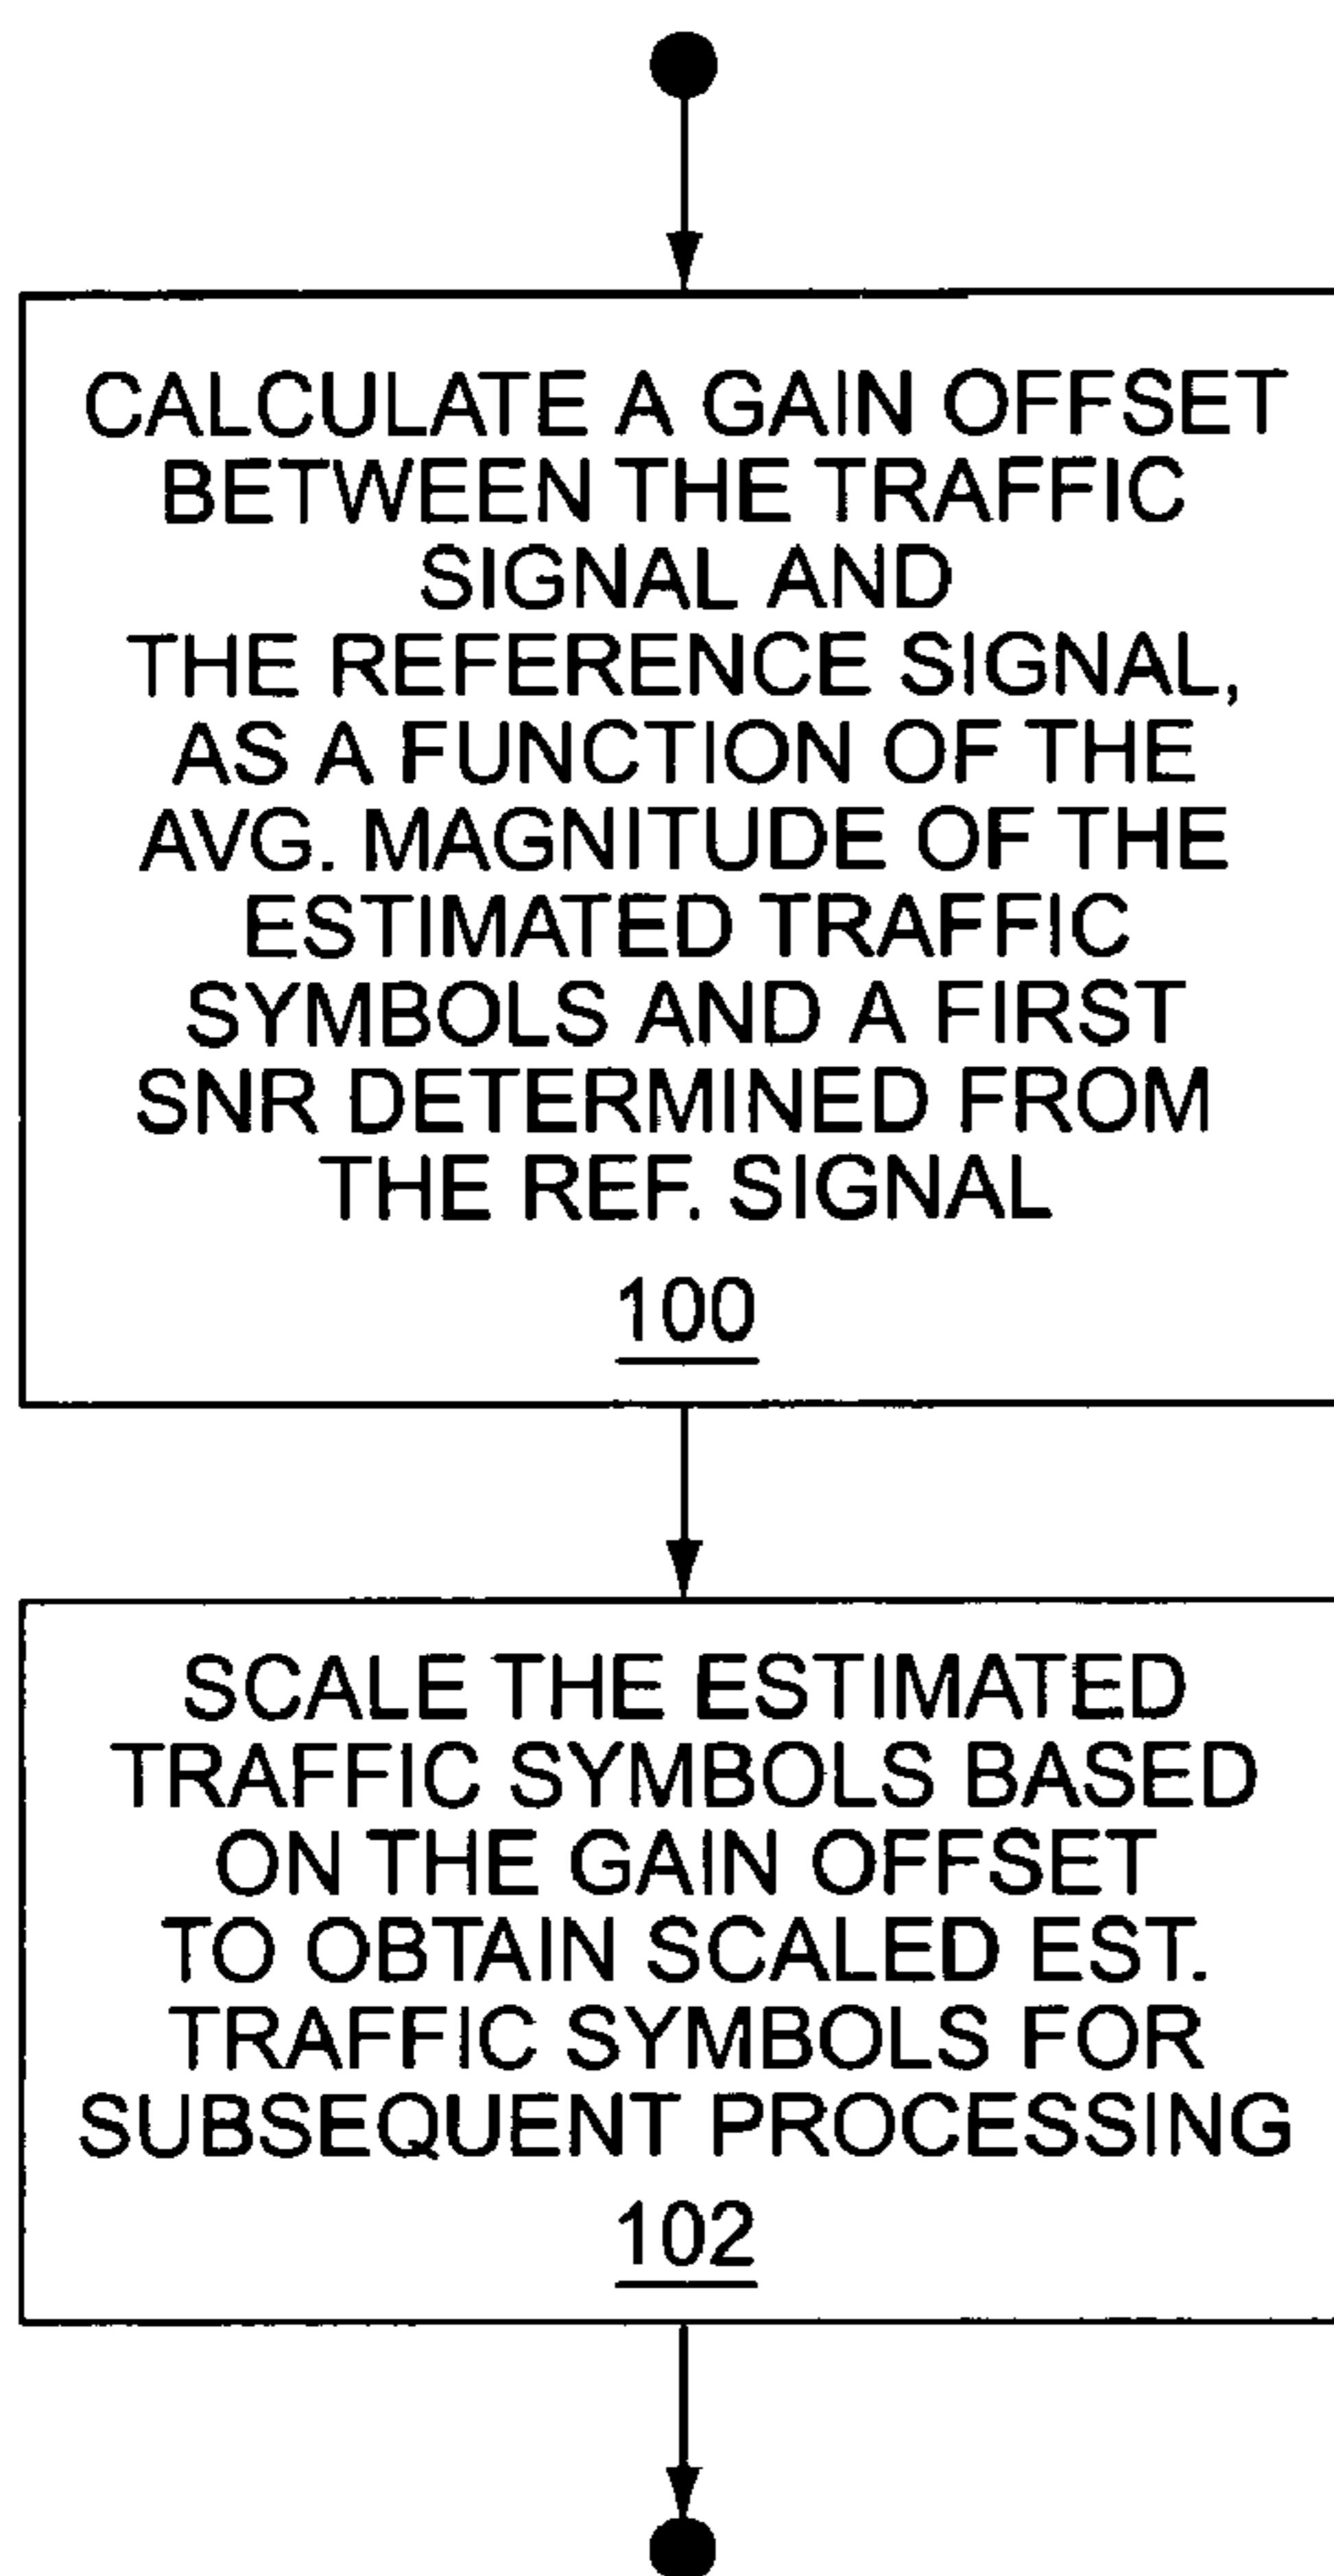 CALCULATE A GAIN OFFSET
BETWEEN THE TRAFFIC
SIGNAL AND
THE REFERENCE SIGNAL,
AS A FUNCTION OF THE
AVG. MAGNITUDE OF THE
ESTIMATED TRAFFIC
SYMBOLS AND A FIRST
SNR DETERMINED FROM
THE REF. SIGNAL
100
SCALE THE ESTIMATED
TRAFFIC SYMBOLS BASED
ON THE GAIN OFFSET
TO OBTAIN SCALED EST.
TRAFFIC SYMBOLS FOR
SUBSEQUENT PROCESSING
102